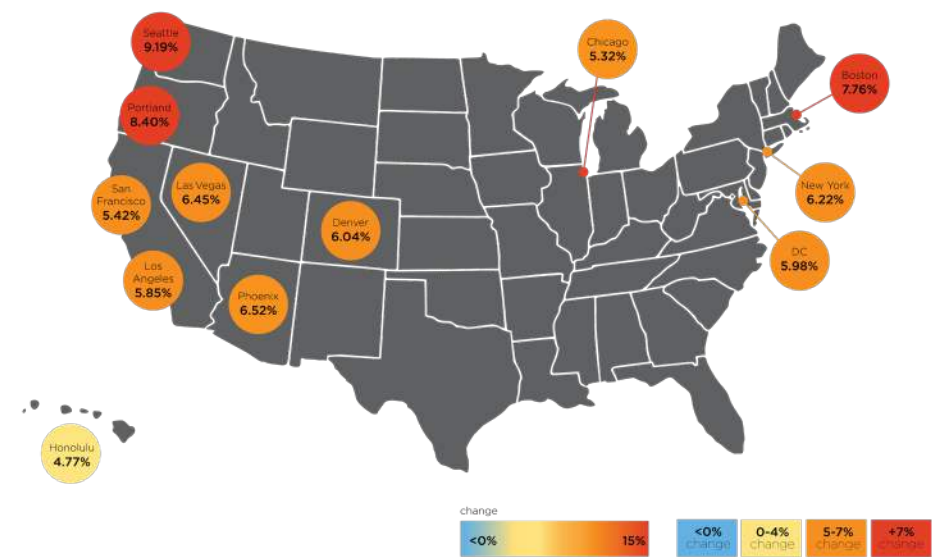 Seattle
9.19%
Chicago
5.32%
Boston
7.76%
Portland
8.40%
San
Francisco
5.42%
Las Vegas
6.45%
New York
6.22%
Denver
6.04%
DC
5.98%
Los
Angeles
5.85%
Phoenix
6.52%
Honolulu
4.77%
change
<0%
15%
<0%
change
0-4%
change
5-7%
change
+7%
change